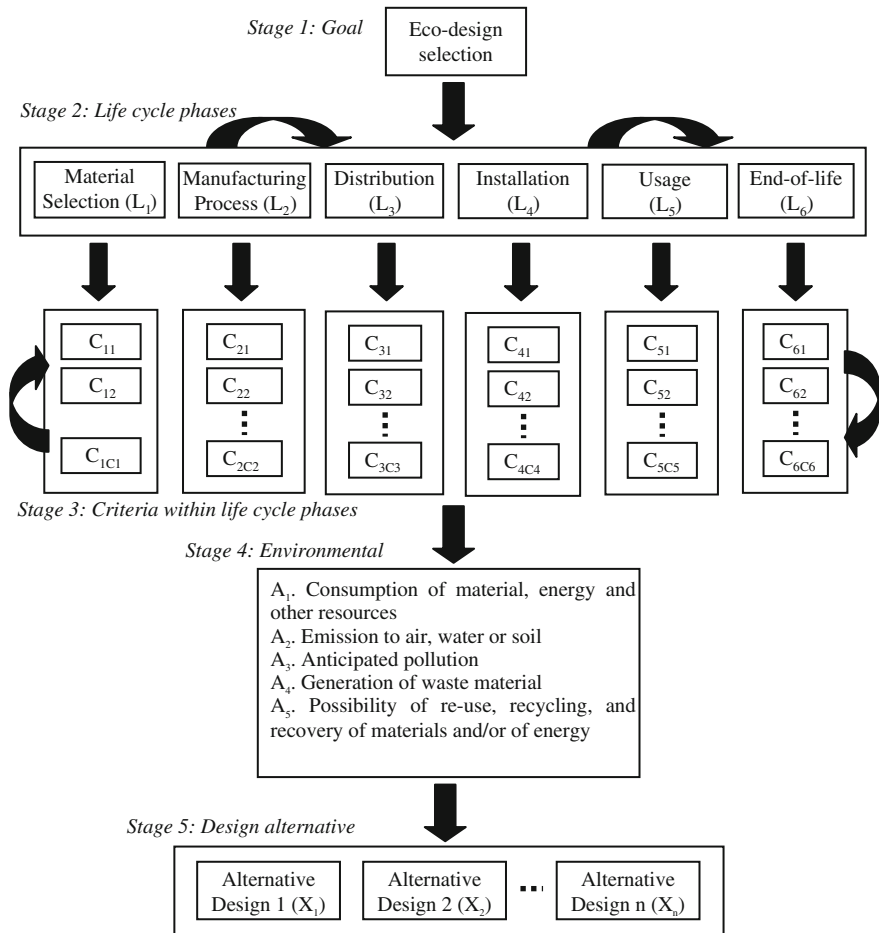 Stage 1: Goal
Eco-design
selection
Stage 2: Life cycle phases
Material
Selection (L₁)
Manufacturing
Process (L₂)
Distribution
(L₃)
Installation
(L₄)
Usage
(L₅)
End-of-life
(L₆)
C₁₁
C₁₂
C₁C₁
C₂₁
C₂₂
C₂C₂
C₃₁
C₃₂
C₃C₃
C₄₁
C₄₂
C₄C₄
C₅₁
C₅₂
C₅C₅
C₆₁
C₆₂
C₆C₆
Stage 3: Criteria within life cycle phases
Stage 4: Environmental
A₁. Consumption of material, energy and
other resources
A₂. Emission to air, water or soil
A₃. Anticipated pollution
A₄. Generation of waste material
A₅. Possibility of re-use, recycling, and
recovery of materials and/or of energy
Stage 5: Design alternative
Alternative
Design 1 (X₁)
Alternative
Design 2 (X₂)
Alternative
Design n (Xₙ)